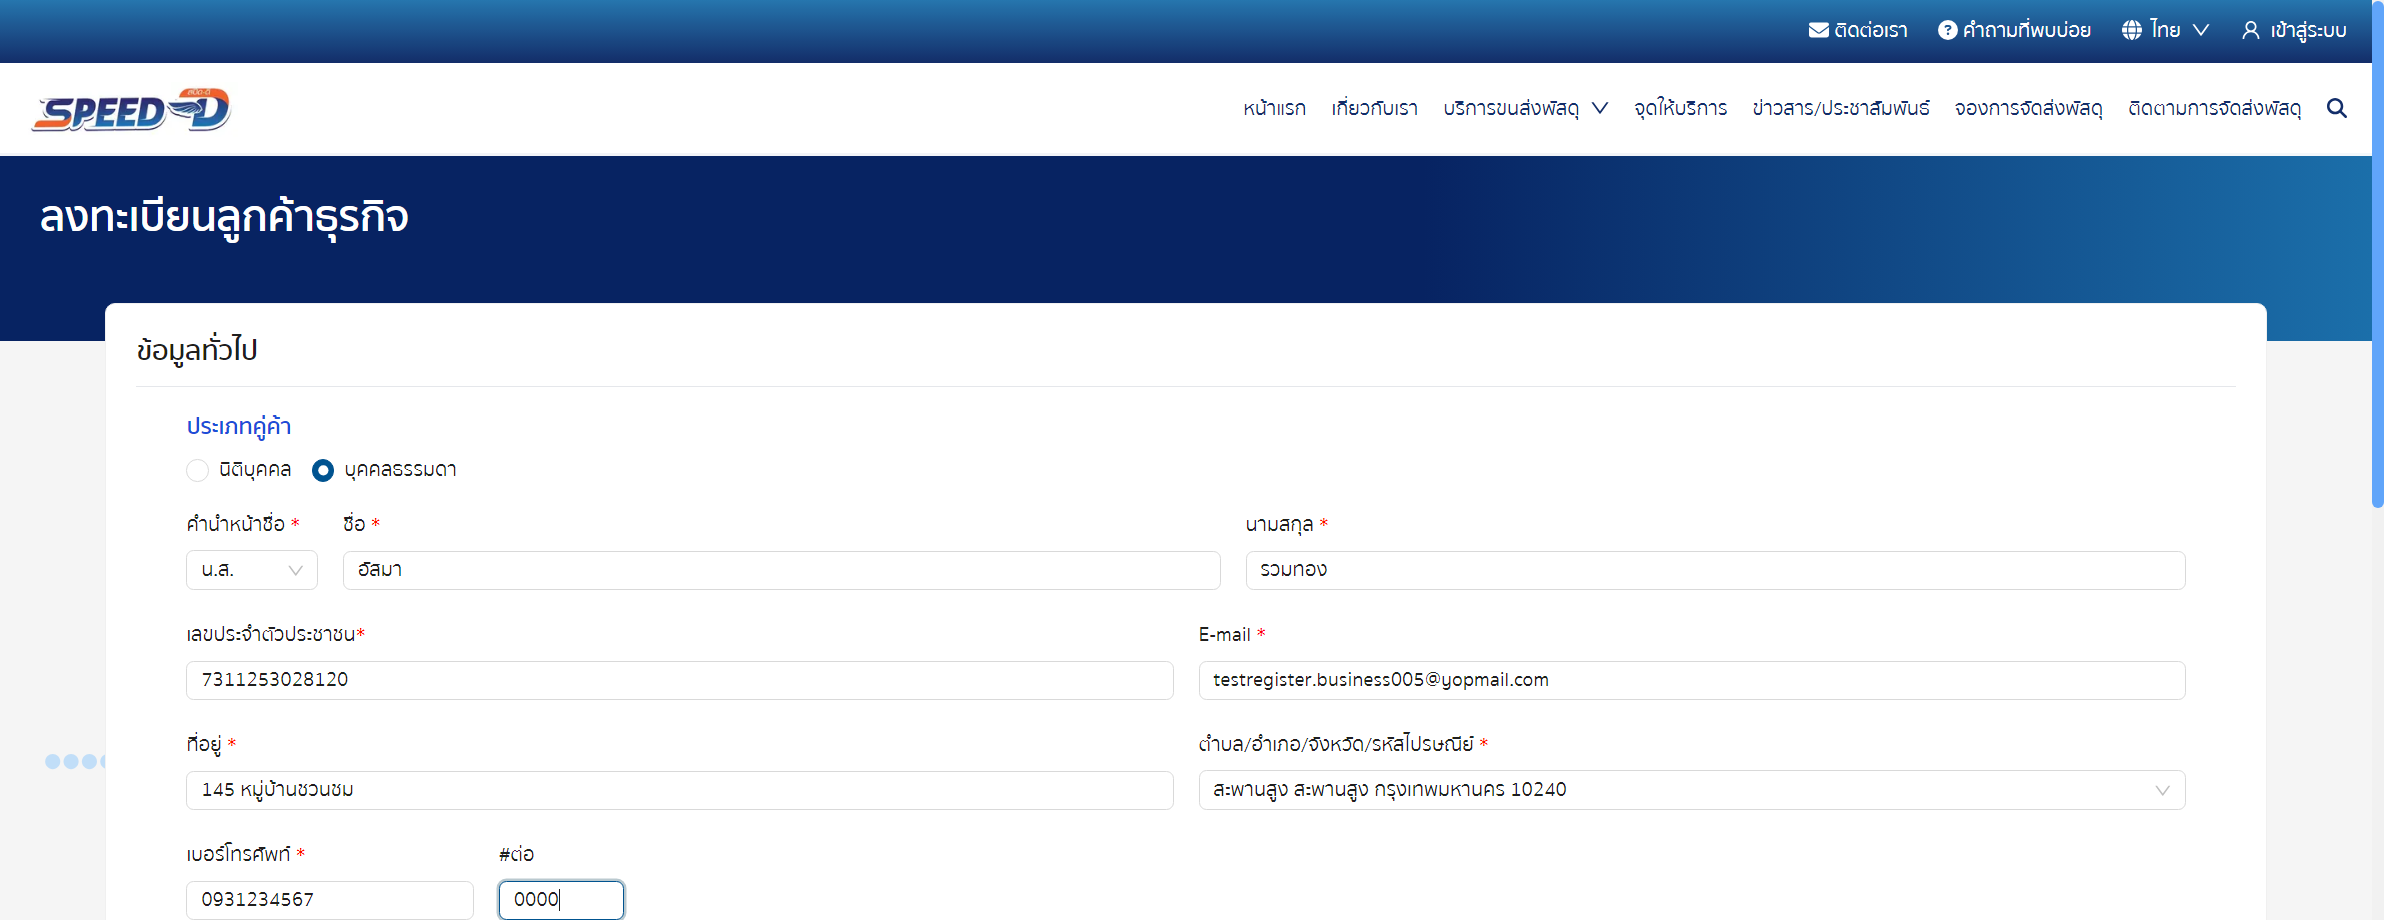 ติดต่อเรา คำถามที่พบบ่อย ไทย เข้าสู่ระบบ
สปีด-ดี
SPEED-D
หน้าแรก เกี่ยวกับเรา บริการขนส่งพัสดุ จุดให้บริการ ข่าวสาร/ประชาสัมพันธ์ จองการจัดส่งพัสดุ ติดตามการจัดส่งพัสดุ
ลงทะเบียนลูกค้าธุรกิจ
ข้อมูลทั่วไป
ประเภทคู่ค้า
นิติบุคคล บุคคลธรรมดา
คำนำหน้าชื่อ * ชื่อ * นามสกุล *
น.ส. อัสมา รวมทอง
เลขประจำตัวประชาชน* E-mail *
7311253028120 testregister.business005@yopmail.com
ที่อยู่ * ตำบล/อำเภอ/จังหวัด/รหัสไปรษณีย์ *
145 หมู่บ้านชวนชม สะพานสูง สะพานสูง กรุงเทพมหานคร 10240
เบอร์โทรศัพท์ * #ต่อ
0931234567 0000